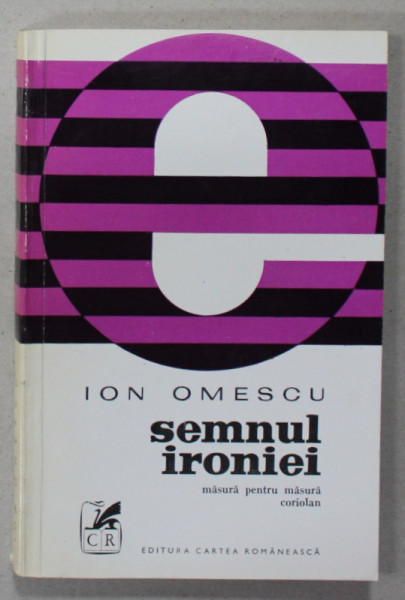 e
ION OMESCU
semnul
ironiei
măsură pentru măsură
coriolan
CR
EDITURA CARTEA ROMÂNEASCĂ